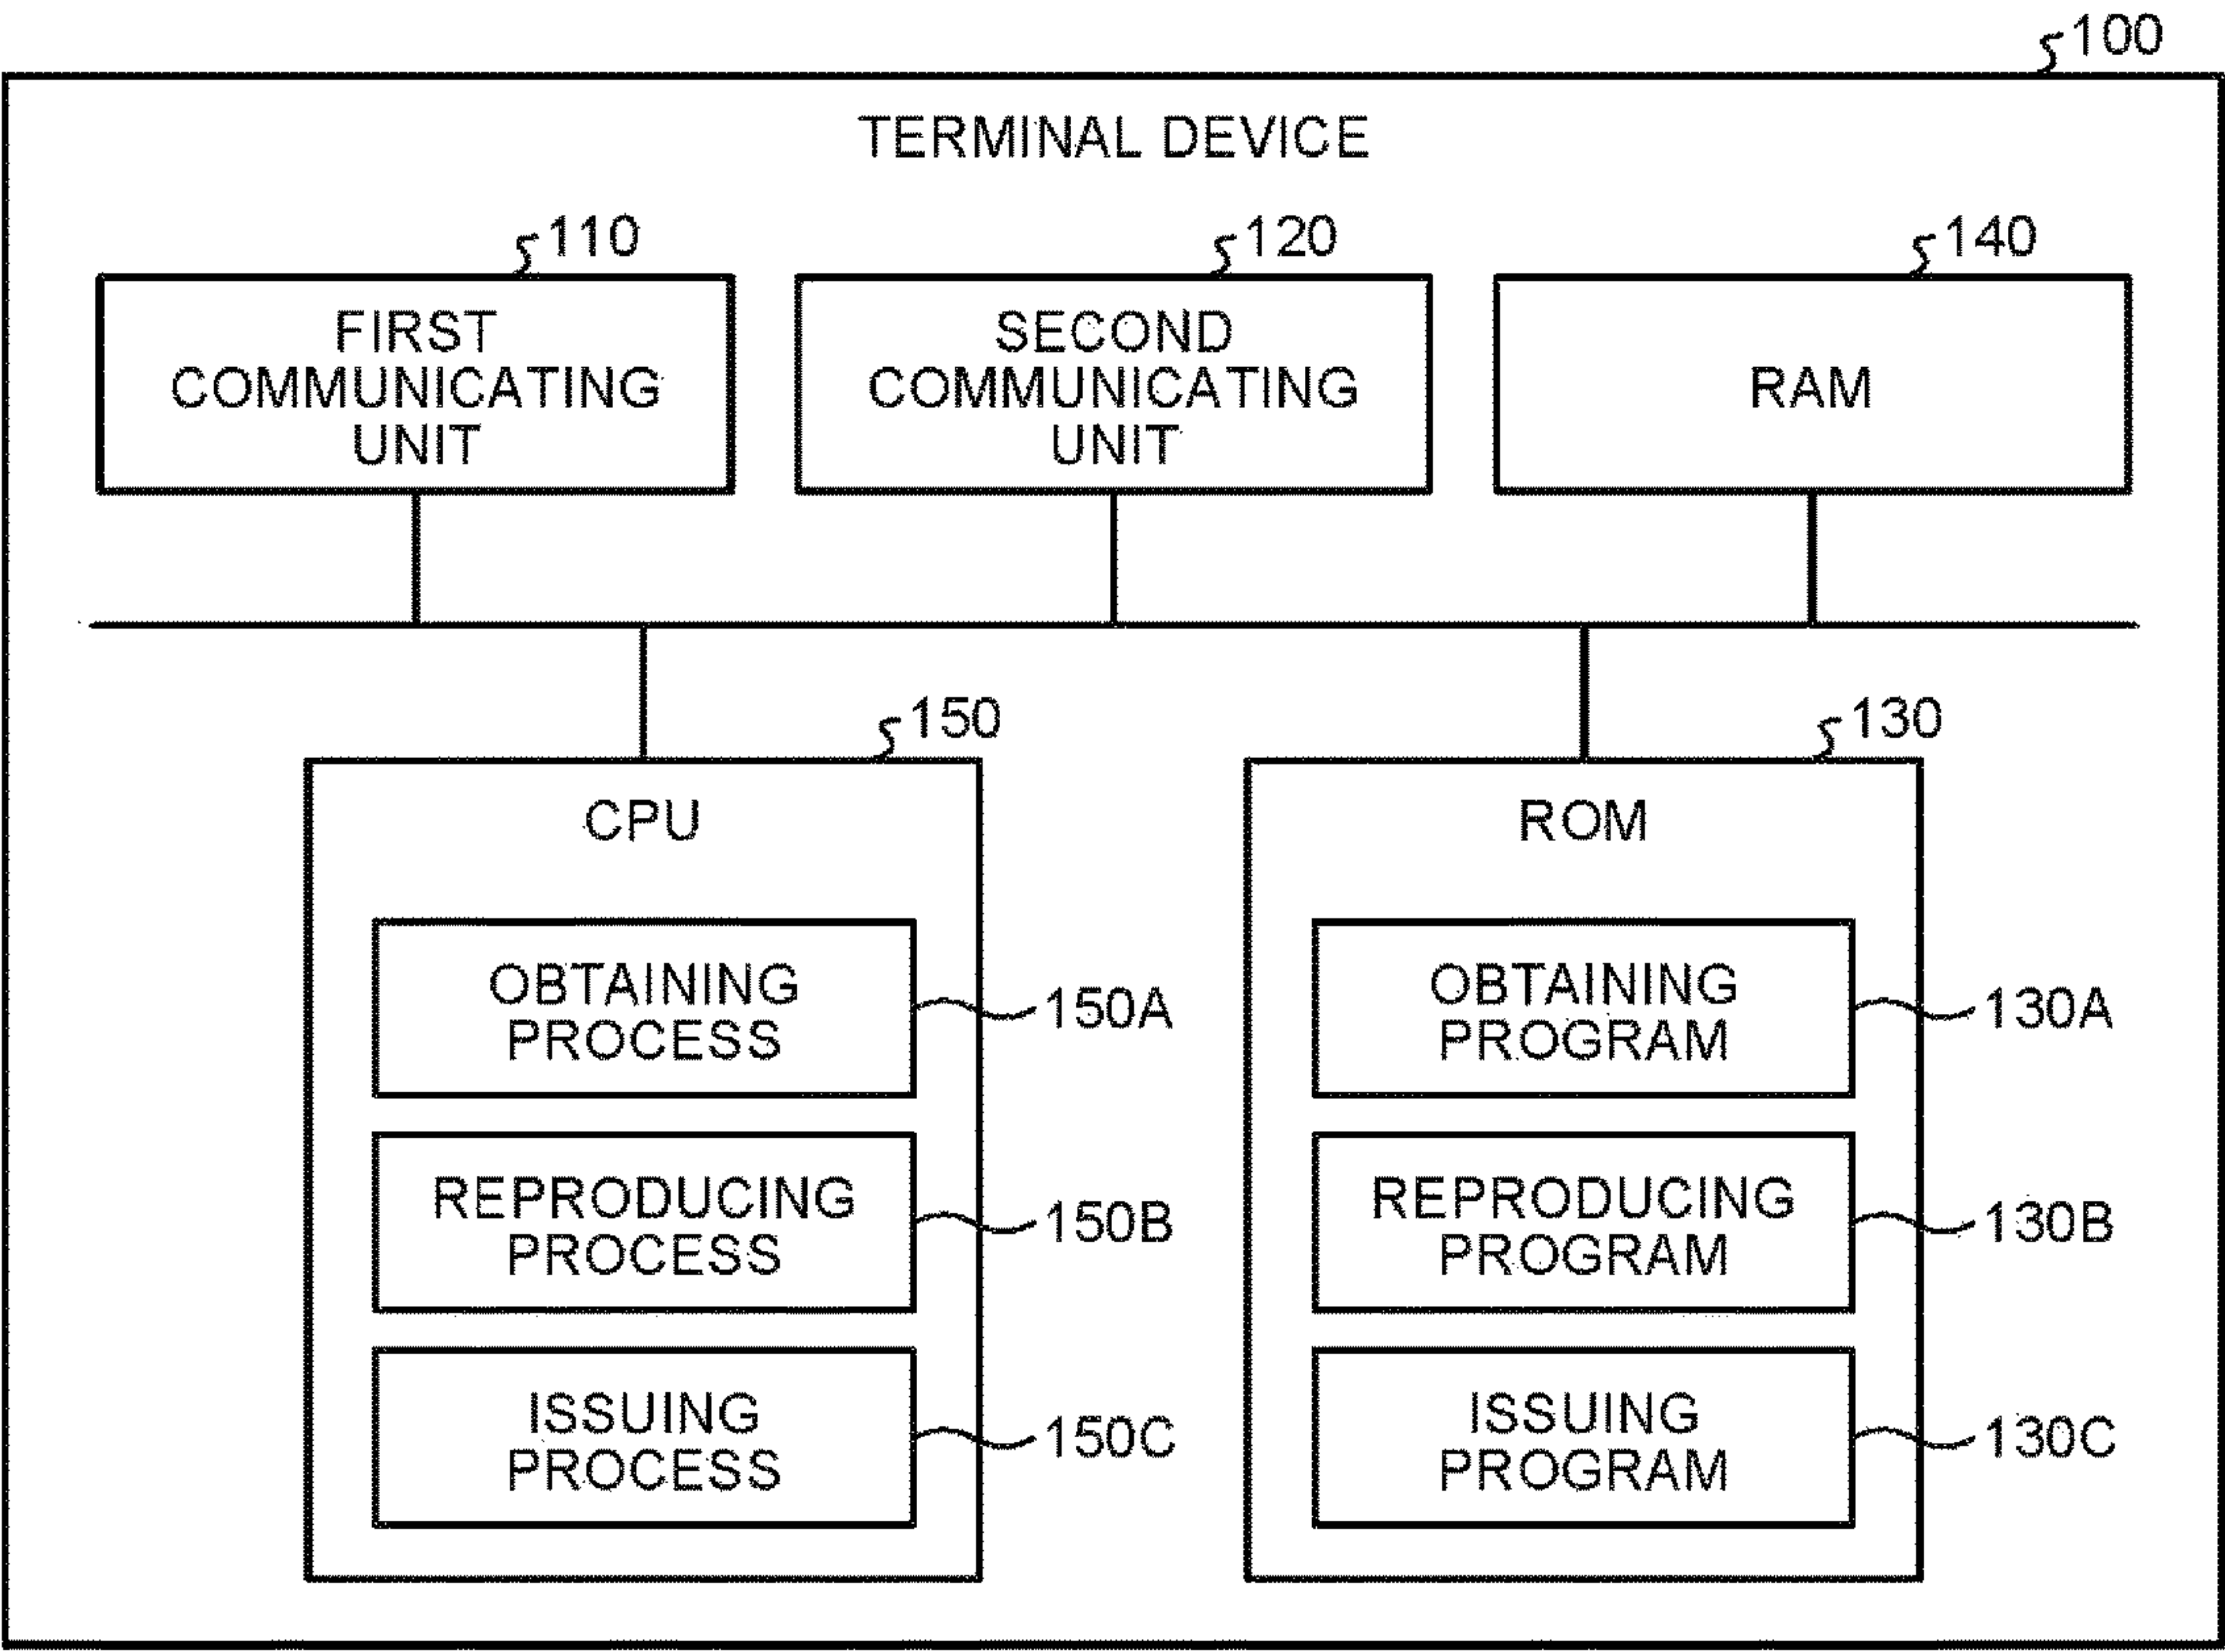 100
TERMINAL DEVICE
110
120
140
FIRST
COMMUNICATING
UNIT
SECOND
COMMUNICATING
UNIT
RAM
150
130
CPU
OBTAINING
PROCESS
150A
REPRODUCING
PROCESS
150B
ISSUING
PROCESS
150C
ROM
OBTAINING
PROGRAM
130A
REPRODUCING
PROGRAM
130B
ISSUING
PROGRAM
130C